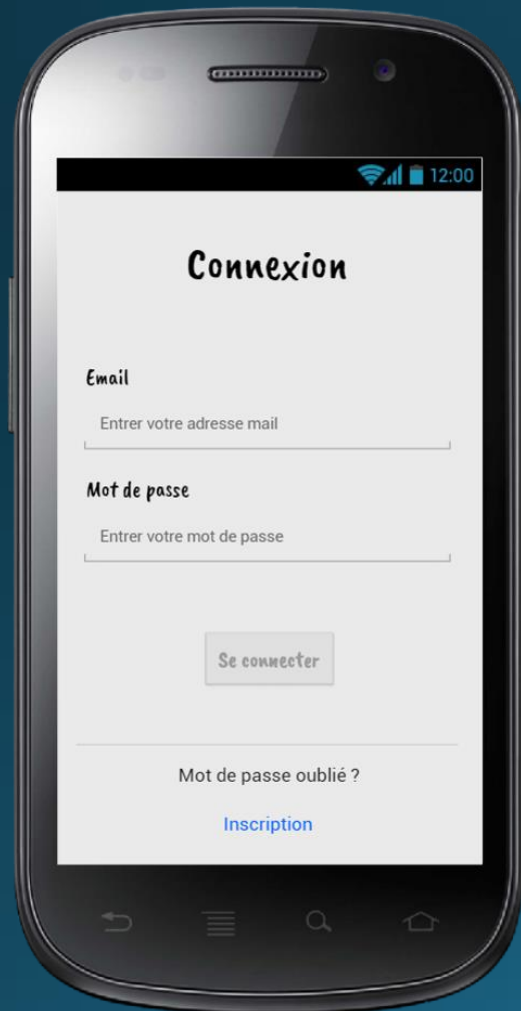 12:00
Connexion
Email
Entrer votre adresse mail
Mot de passe
Entrer votre mot de passe
Se connecter
Mot de passe oublié ?
Inscription